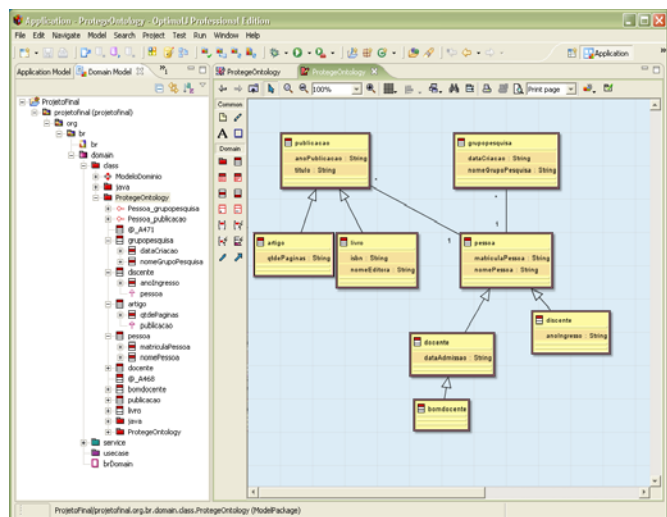 Application - ProtegeOntology - OptimalJ Professional Edition
File Edit Navigate Model Search Project Test Run Window Help
Application
Application Model Domain Model
ProtegeOntology ProtegeOntology
100% Print page
Common
Domain
ProjetoFinal
projetofinal (projetofinal)
org
br
br
domain
class
ModeloDominio
java
ProtegeOntology
Pessoa_grupopesquisa
Pessoa_publicacao
@_A471
grupopesquisa
dataCriacao
nomeGrupoPesquisa
discente
anoIngresso
pessoa
artigo
qtdePaginas
publicacao
pessoa
matriculaPessoa
nomePessoa
docente
@_A468
bomdocente
publicacao
livro
java
ProtegeOntology
service
usecase
brDomain
publicacao
anoPublicacao : String
titulo : String
grupopesquisa
dataCriacao : String
nomeGrupoPesquisa : String
* *
1 1
artigo
qtdePaginas : String
livro
isbn : String
nomeEditora : String
pessoa
matriculaPessoa : String
nomePessoa : String
discente
anoIngresso : String
docente
dataAdmissao : String
bomdocente
ProjetoFinal/projetofinal.org.br.domain.class.ProtegeOntology (ModelPackage)